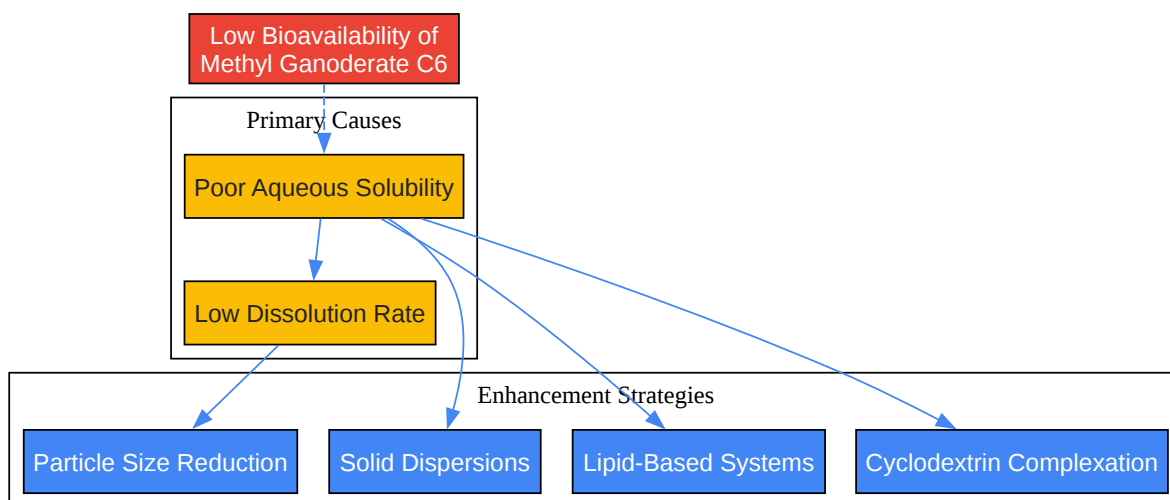 Low Bioavailability of
Methyl Ganoderate C6
Primary Causes
Poor Aqueous Solubility
Low Dissolution Rate
Enhancement Strategies
Particle Size Reduction
Solid Dispersions
Lipid-Based Systems
Cyclodextrin Complexation